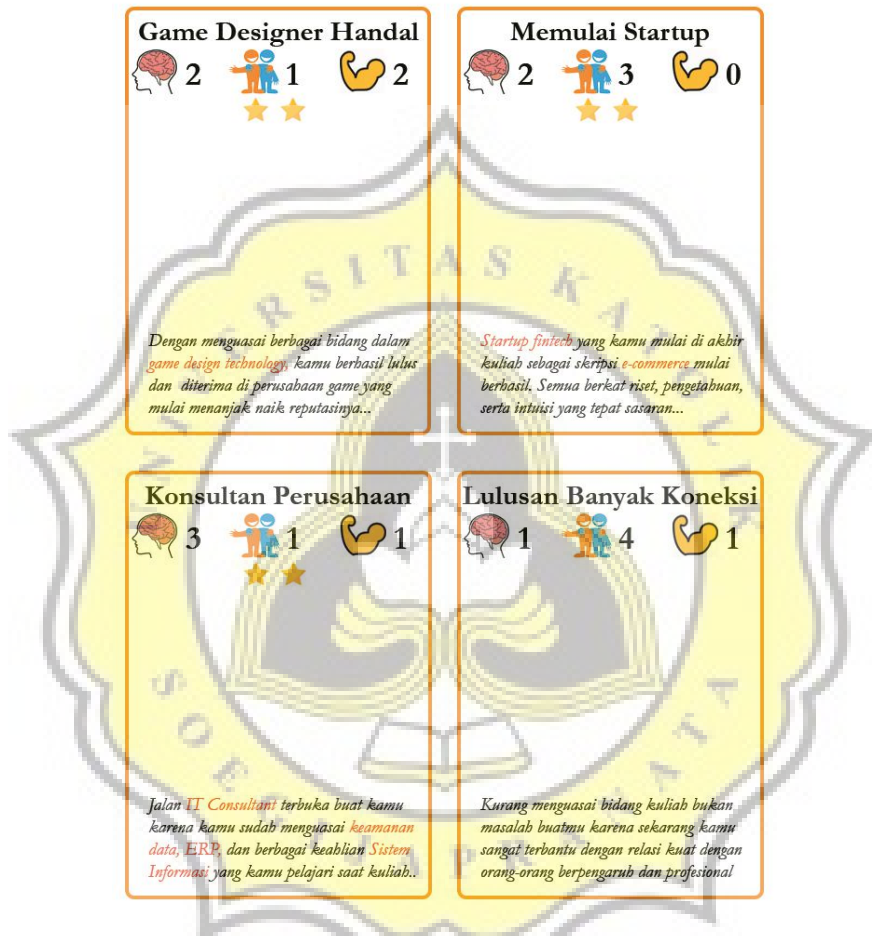 Game Designer Handal
2 1 2
Dengan menguasai berbagai bidang dalam
game design technology, kamu berhasil lulus
dan diterima di perusahaan game yang
mulai menanjak naik reputasinya...
Memulai Startup
2 3 0
Startup fintech yang kamu mulai di akhir
kuliah sebagai skripsi e-commerce mulai
berhasil. Semua berkat riset, pengetahuan,
serta intuisi yang tepat sasaran...
Konsultan Perusahaan
3 1 1
Jalan IT Consultant terbuka buat kamu
karena kamu sudah menguasai keamanan
data, ERP, dan berbagai keahlian Sistem
Informasi yang kamu pelajari saat kuliah..
Lulusan Banyak Koneksi
1 4 1
Kurang menguasai bidang kuliah bukan
masalah buatmu karena sekarang kamu
sangat terbantu dengan relasi kuat dengan
orang-orang berpengaruh dan profesional
UNIVERSITAS KATOLIK
SOEGIJAPRANATA